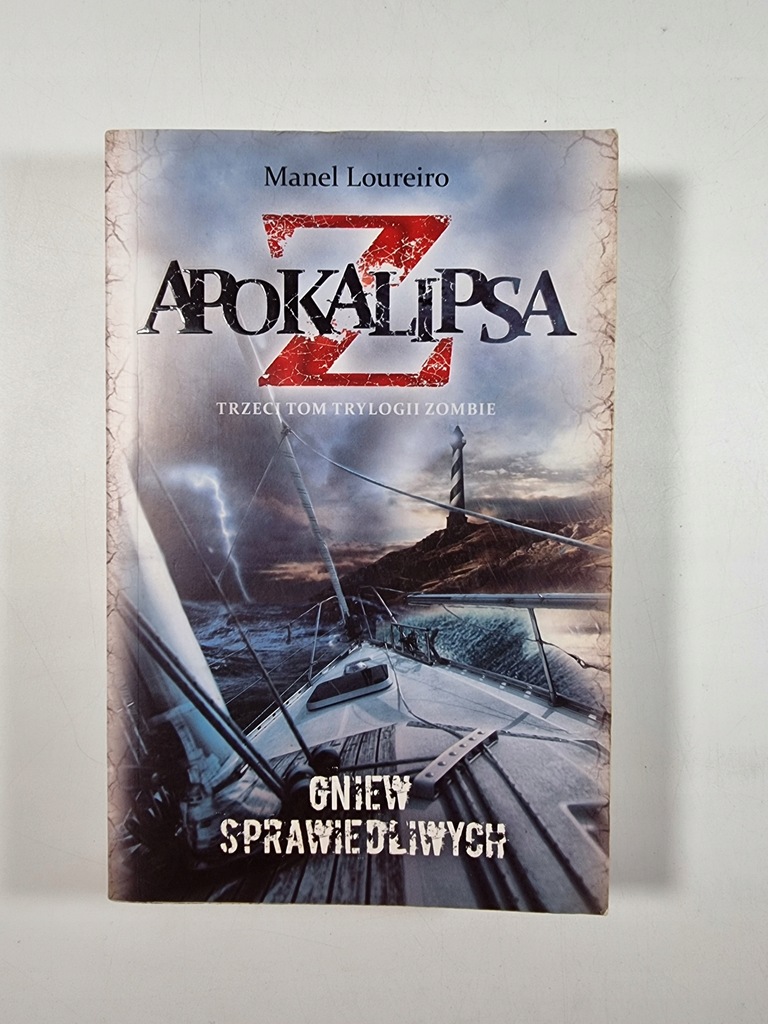 Manel Loureiro
Z
APOKALIPSA
TRZECI TOM TRYLOGII ZOMBIE
GNIEW
SPRAWIEDLIWYCH